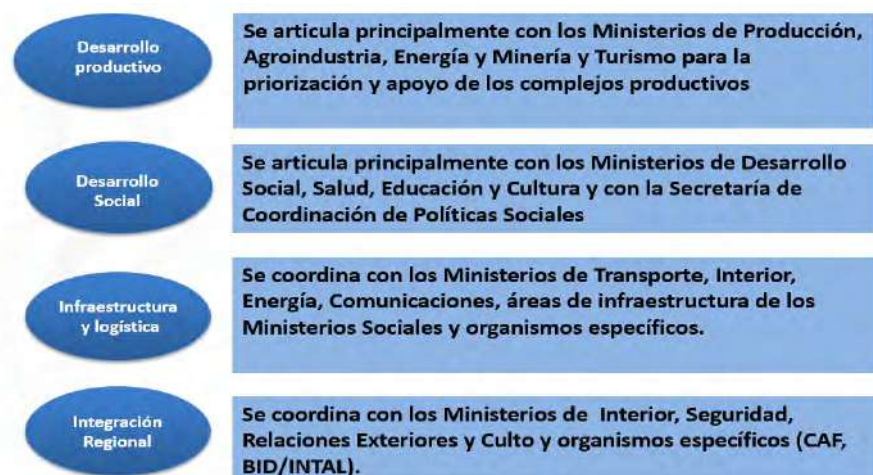 Desarrollo
productivo
Se articula principalmente con los Ministerios de Producción,
Agroindustria, Energía y Minería y Turismo para la
priorización y apoyo de los complejos productivos
Desarrollo
Social
Se articula principalmente con los Ministerios de Desarrollo
Social, Salud, Educación y Cultura y con la Secretaría de
Coordinación de Políticas Sociales
Infraestructura
y logística
Se coordina con los Ministerios de Transporte, Interior,
Energía, Comunicaciones, áreas de infraestructura de los
Ministerios Sociales y organismos específicos.
Integración
Regional
Se coordina con los Ministerios de Interior, Seguridad,
Relaciones Exteriores y Culto y organismos específicos (CAF,
BID/INTAL).